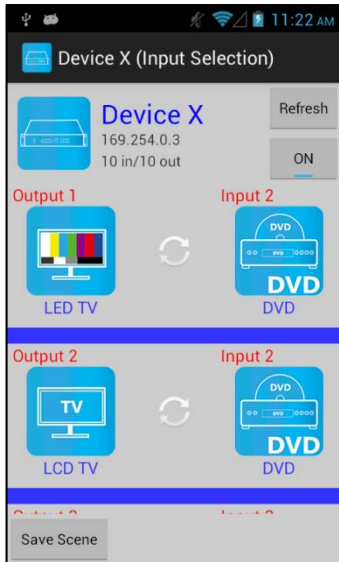 11:22 AM
Device X (Input Selection)
Device X
169.254.0.3
10 in/10 out
Refresh
ON
Output 1
Input 2
DVD
DVD
DVD
LED TV
DVD
Output 2
Input 2
TV
DVD
DVD
DVD
LCD TV
DVD
Save Scene